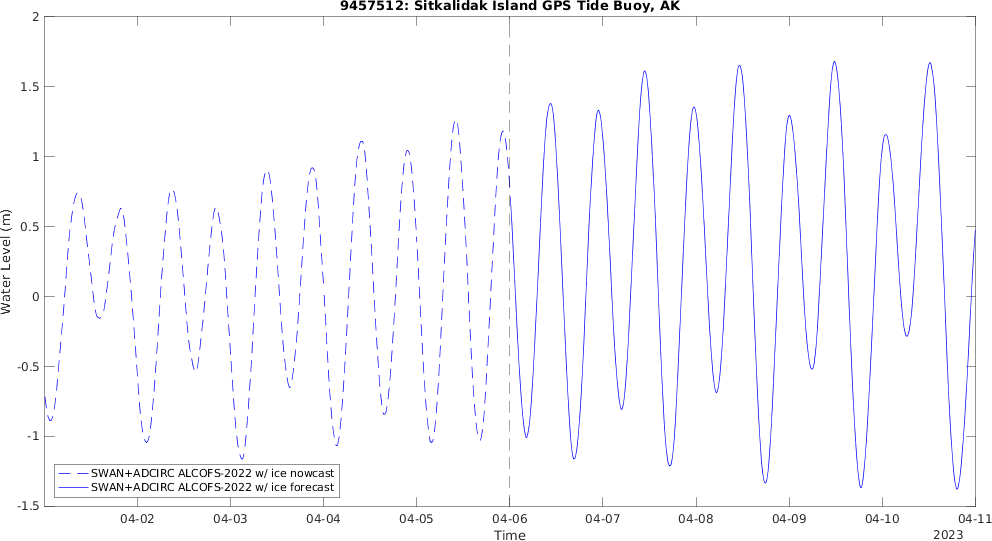 9457512: Sitkalidak Island GPS Tide Buoy, AK
2
1.5
1
0.5
0
-0.5
-1
-1.5
Water Level (m)
SWAN+ADCIRC ALCOFS-2022 w/ ice nowcast
SWAN+ADCIRC ALCOFS-2022 w/ ice forecast
04-02 04-03 04-04 04-05 04-06 04-07 04-08 04-09 04-10 04-11
Time
2023